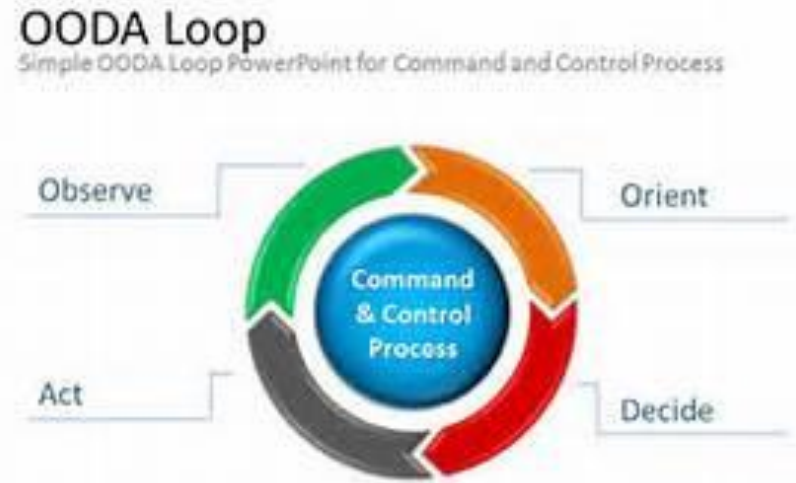 OODA Loop
Simple OODA Loop PowerPoint for Command and Control Process
Observe
Orient
Command
& Control
Process
Act
Decide